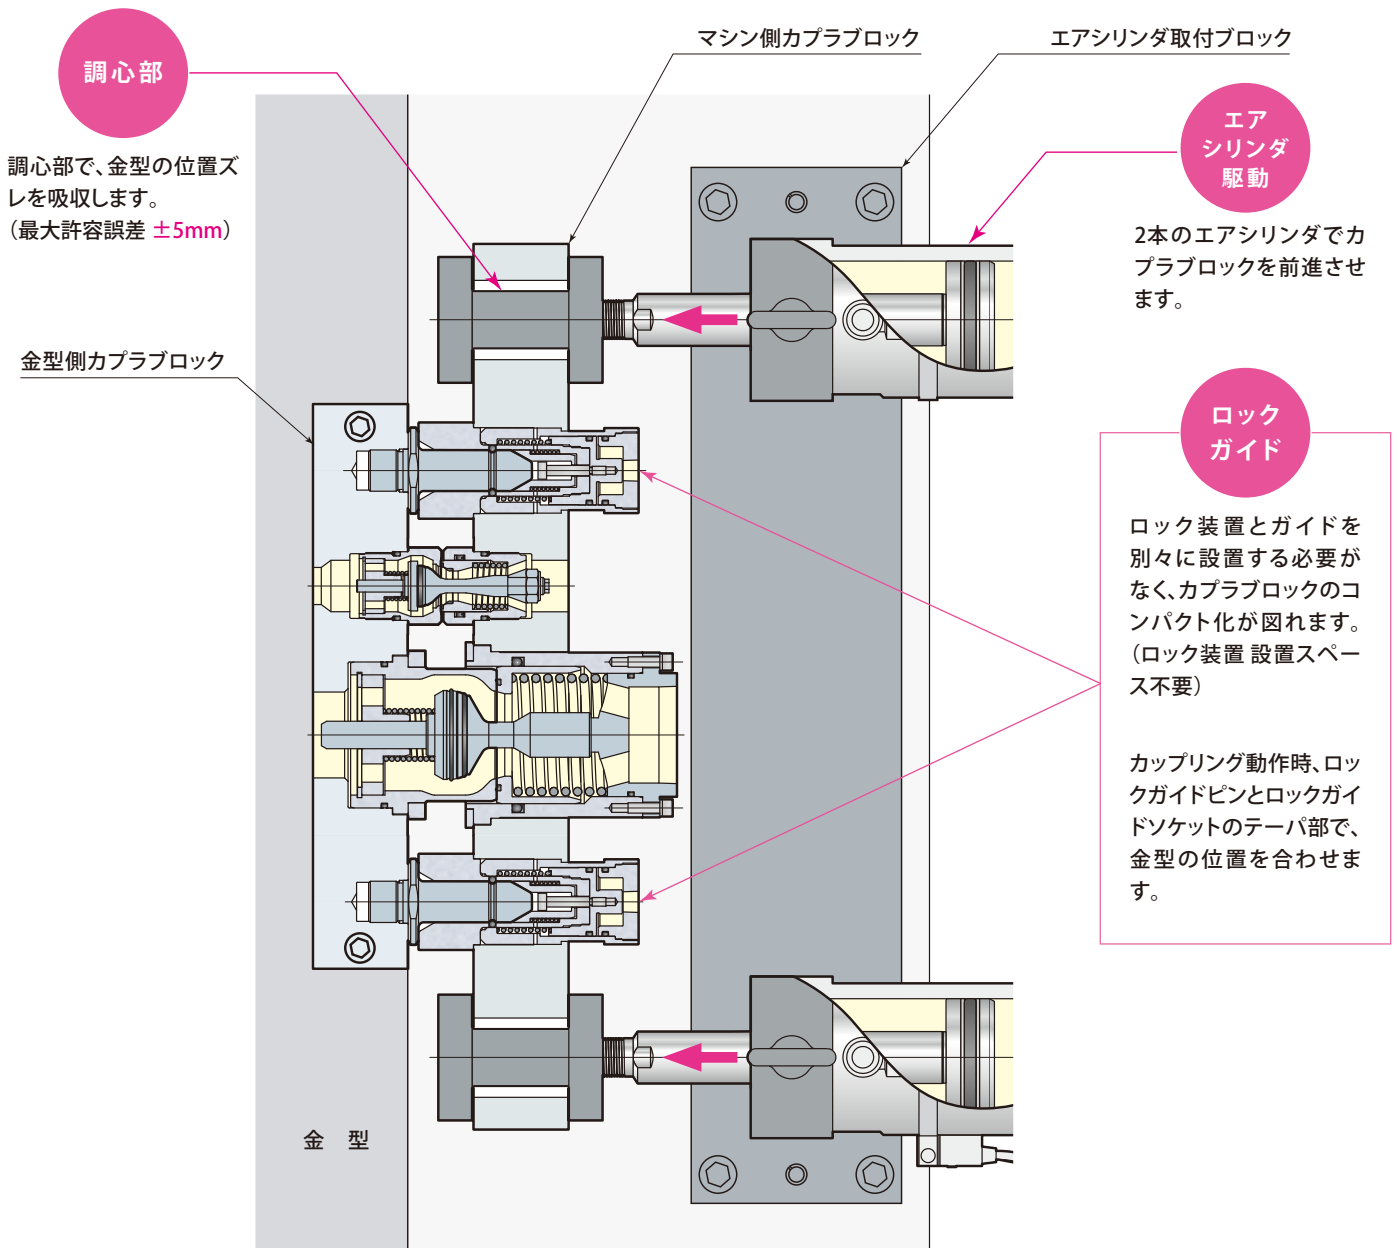 調心部
調心部で、金型の位置ズ
レを吸収します。
（最大許容誤差 ±5mm）
マシン側カプラブロック
エアシリンダ取付ブロック
エア
シリンダ
駆動
2本のエアシリンダでカ
プラブロックを前進させ
ます。
金型側カプラブロック
ロック
ガイド
ロック装置とガイドを
別々に設置する必要が
なく、カプラブロックのコ
ンパクト化が図れます。
（ロック装置 設置スペー
ス不要）
カップリング動作時、ロッ
クガイドピンとロックガイ
ドソケットのテーパ部で、
金型の位置を合わせま
す。
金 型